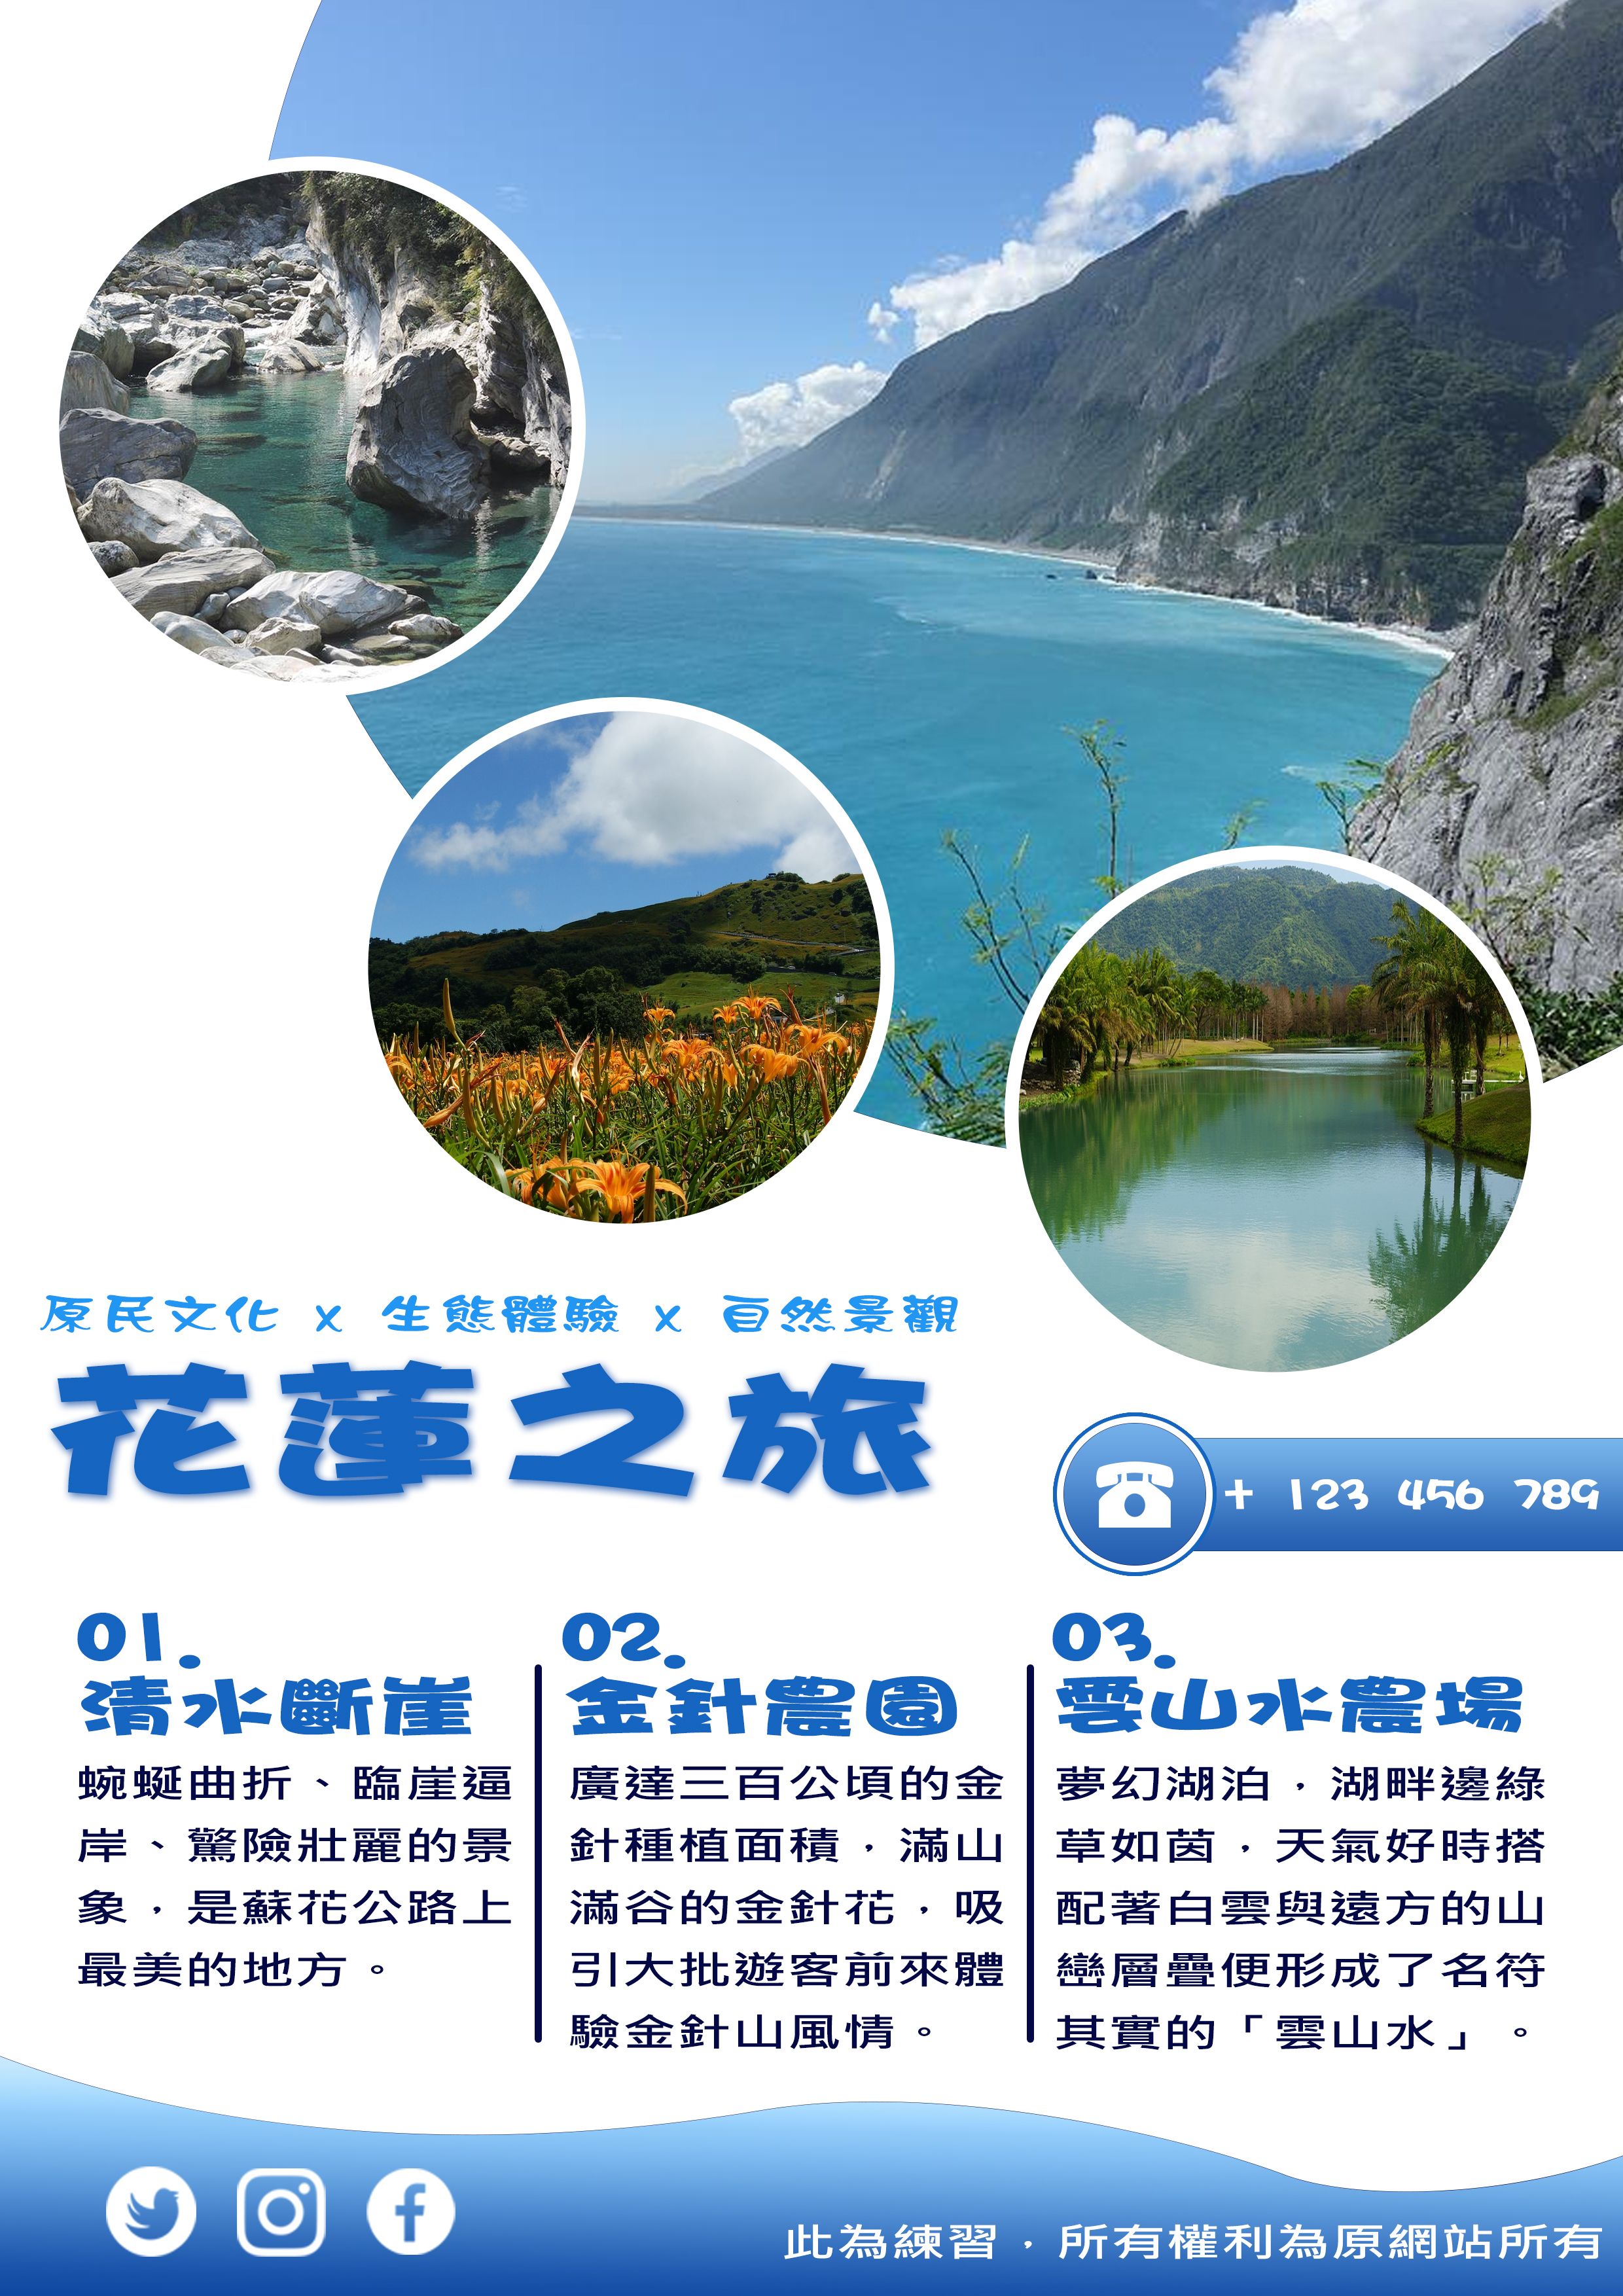 原民文化 x 生態體驗 x 自然景觀
花蓮之旅
+ 123 456 789
01.
清水斷崖
蜿蜒曲折、臨崖逼
岸、驚險壯麗的景
象，是蘇花公路上
最美的地方。
02.
金針農園
廣達三百公頃的金
針種植面積，滿山
滿谷的金針花，吸
引大批遊客前來體
驗金針山風情。
03.
雲山水農場
夢幻湖泊，湖畔邊綠
草如茵，天氣好時搭
配著白雲與遠方的山
巒層疊便形成了名符
其實的「雲山水」。
此為練習，所有權利為原網站所有